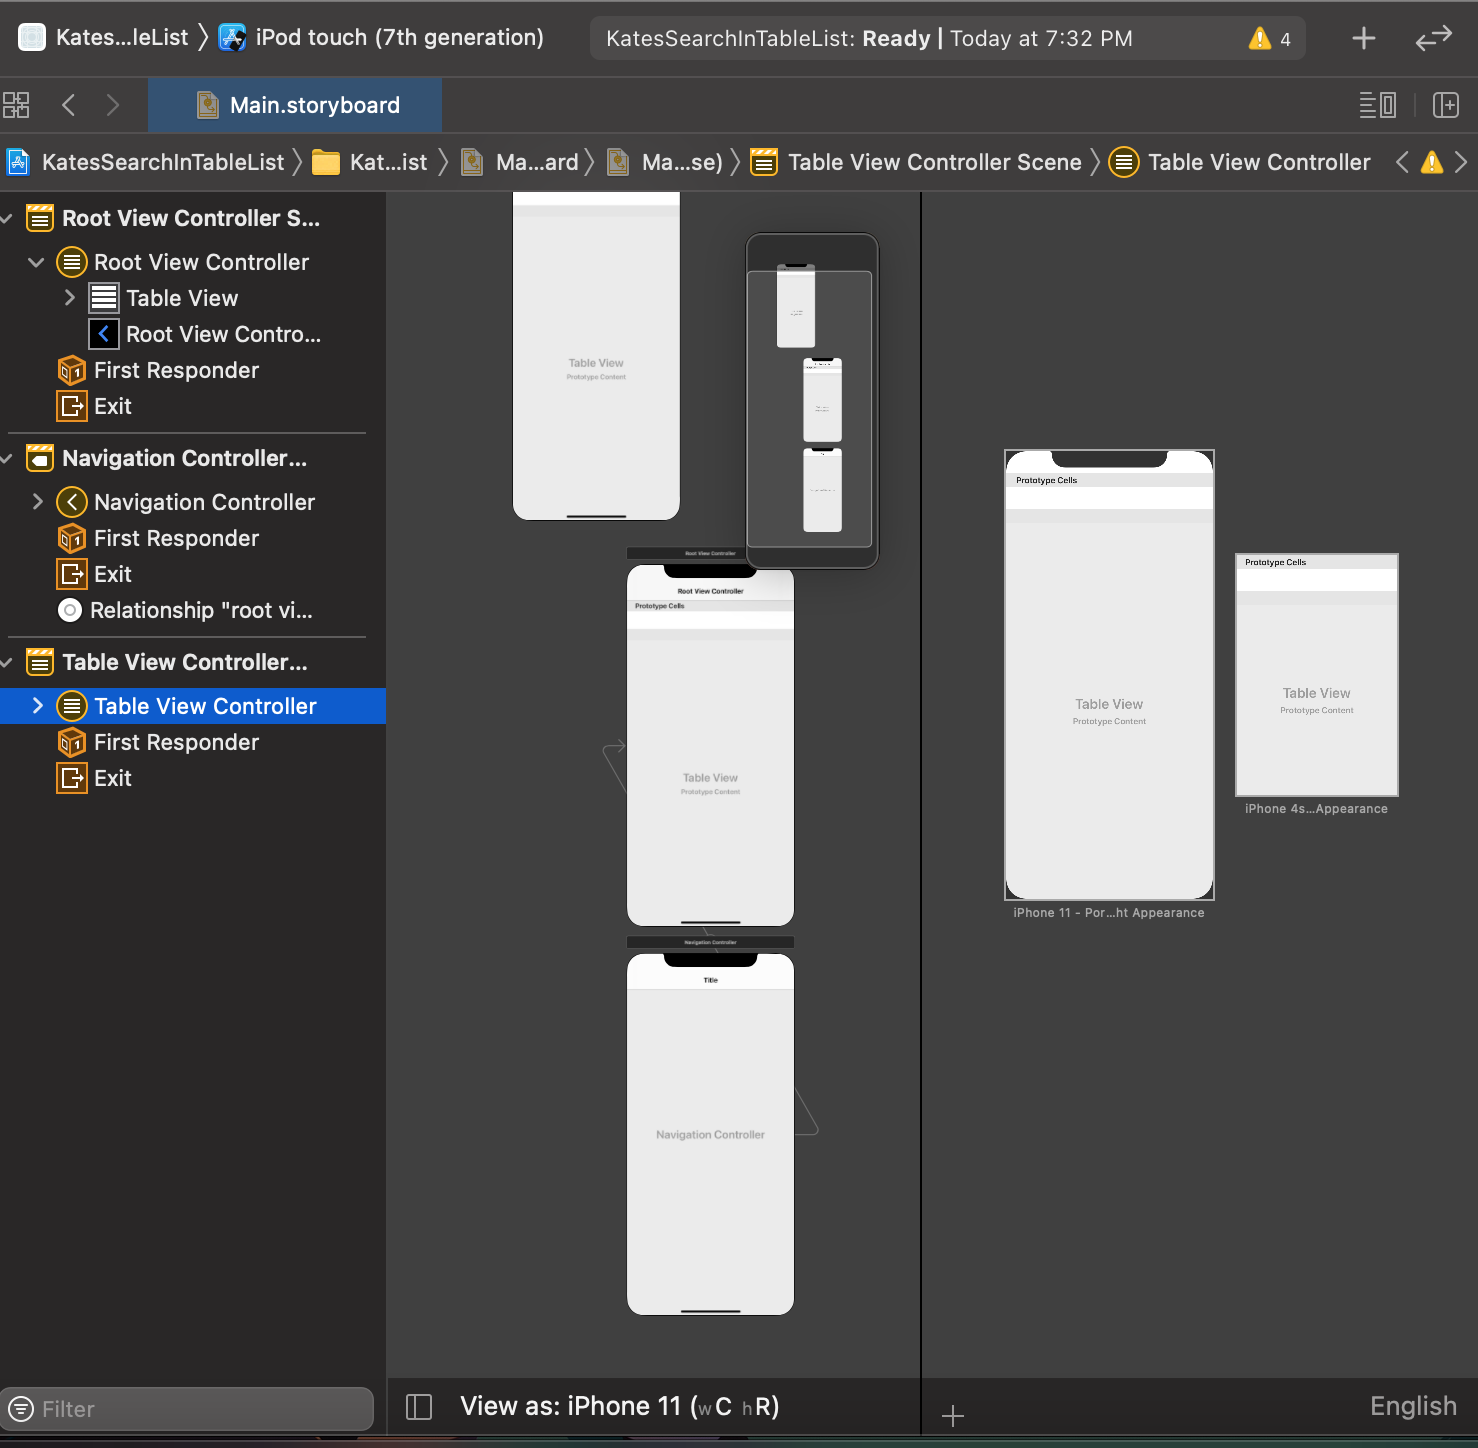 Kates...leList iPod touch (7th generation)
KatesSearchInTableList: Ready | Today at 7:32 PM
4
Main.storyboard
KatesSearchInTableList Kat...ist Ma...ard Ma...se) Table View Controller Scene Table View Controller
Root View Controller S...
Root View Controller
Table View
Root View Contro...
First Responder
Exit
Navigation Controller...
Navigation Controller
First Responder
Exit
Relationship "root vi...
Table View Controller...
Table View Controller
First Responder
Exit
Filter
Table View
Prototype Content
Root View Controller
Root View Controller
Prototype Cells
Table View
Prototype Content
Navigation Controller
Title
Navigation Controller
Prototype Cells
Table View
Prototype Content
iPhone 11 - Por...ht Appearance
Prototype Cells
Table View
Prototype Content
iPhone 4s...Appearance
View as: iPhone 11 (wC hR)
English